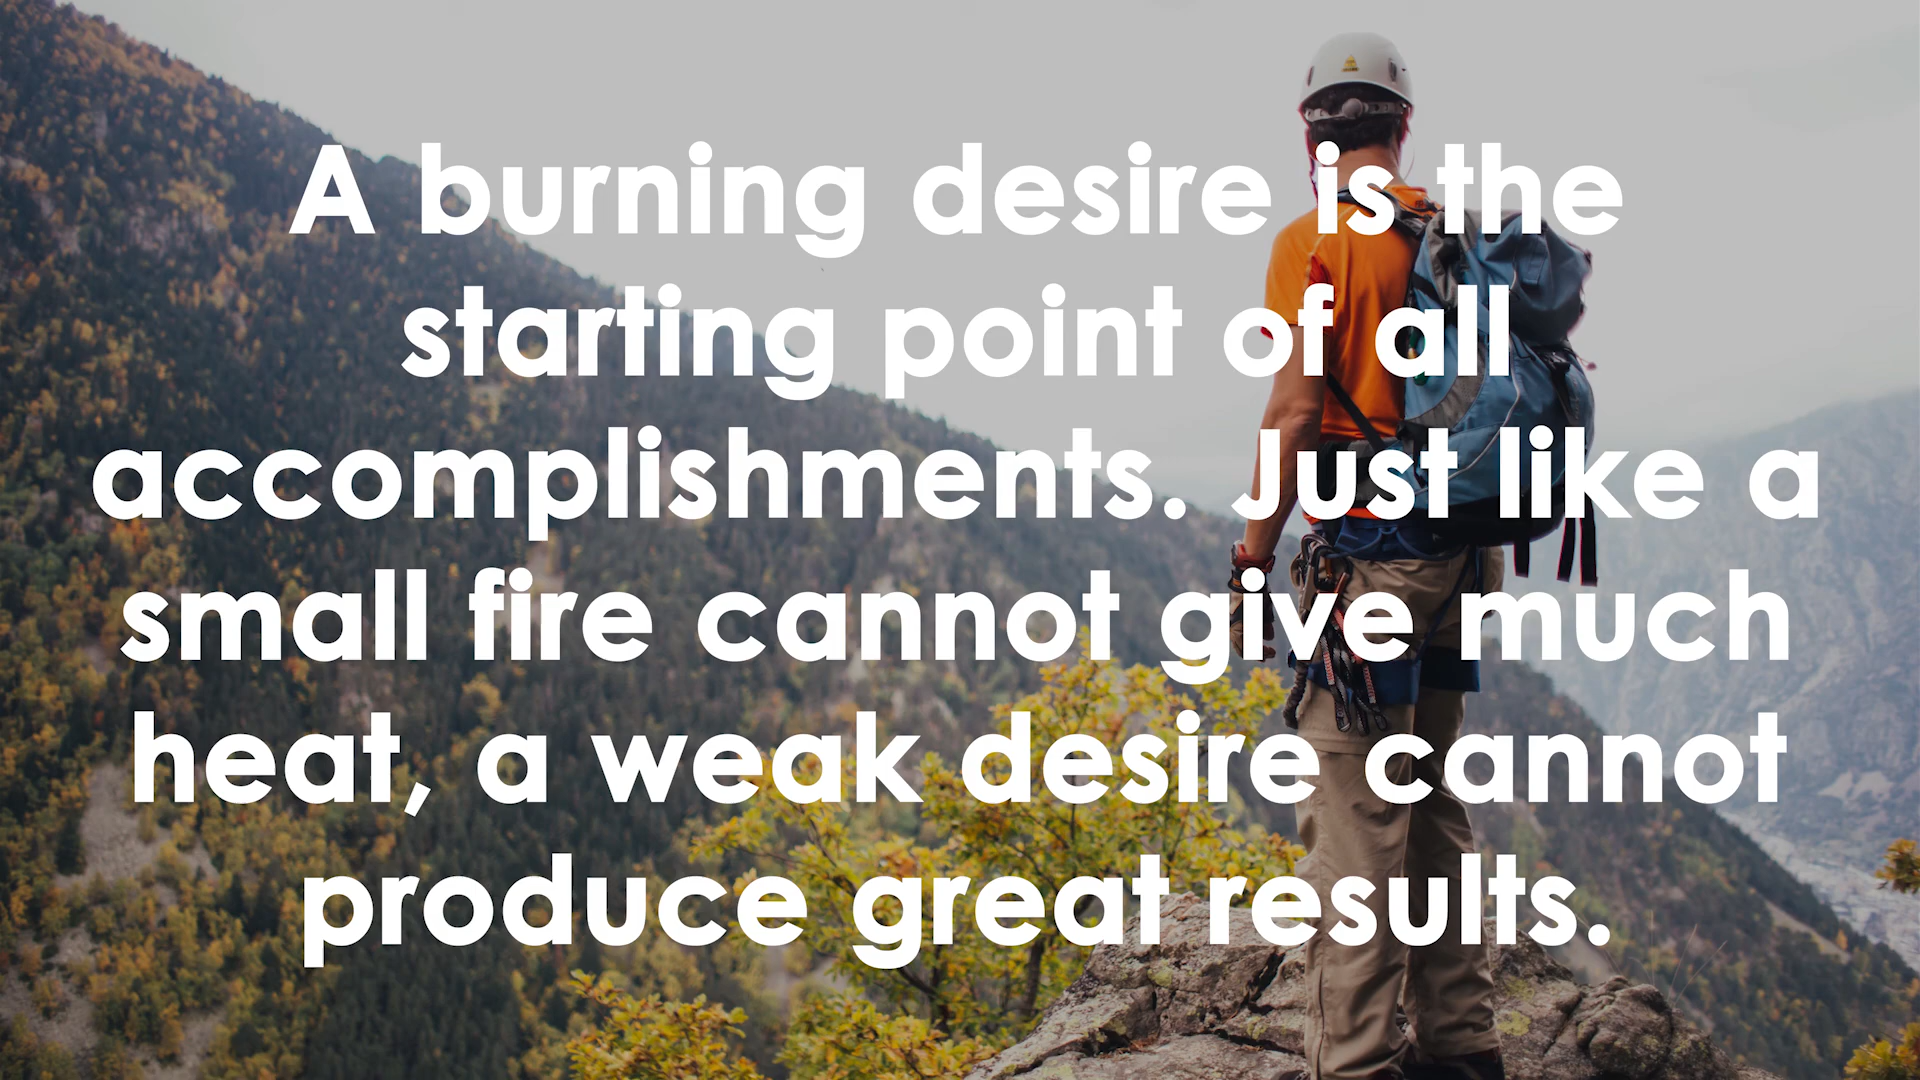 A burning desire is the
starting point of all
accomplishments. Just like a
small fire cannot give much
heat, a weak desire cannot
produce great results.